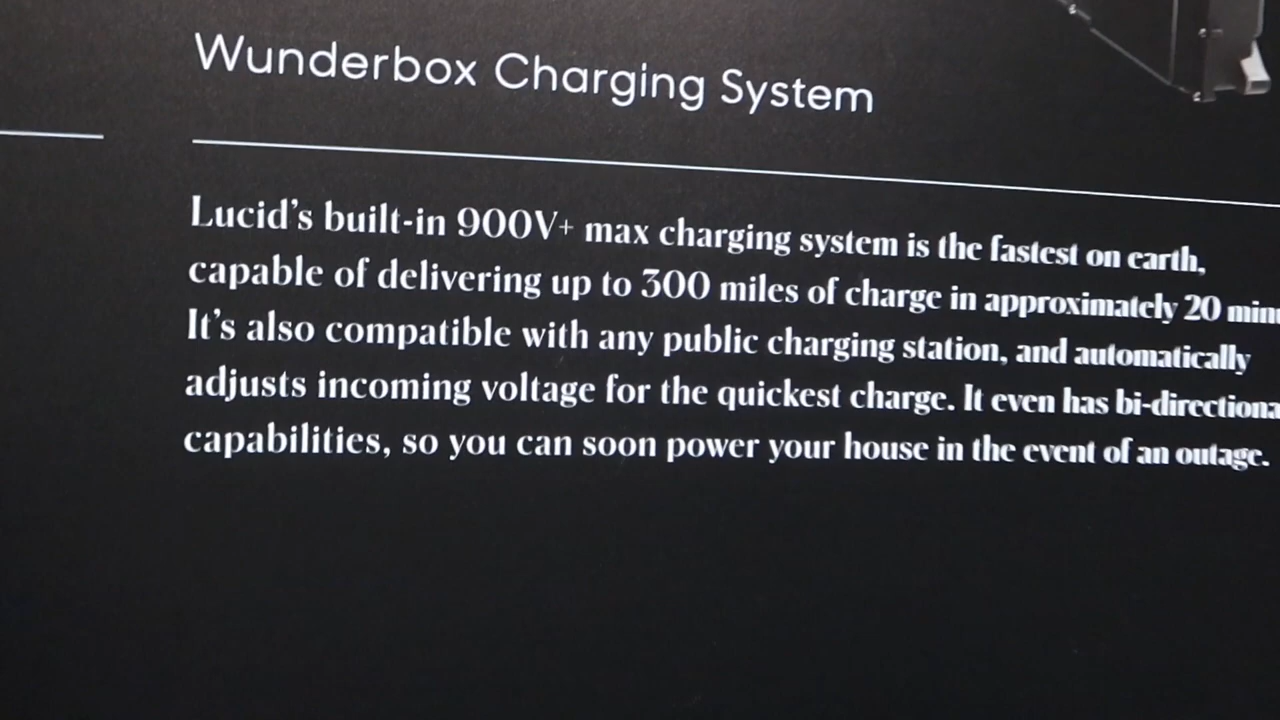 Wunderbox Charging System
Lucid's built-in 900V+ max charging system is the fastest on earth,
capable of delivering up to 300 miles of charge in approximately 20
It's also compatible with any public charging station, and automatically
adjusts incoming voltage for the quickest charge. It even has
capabilities, so you can soon power your house in the event of an outage.